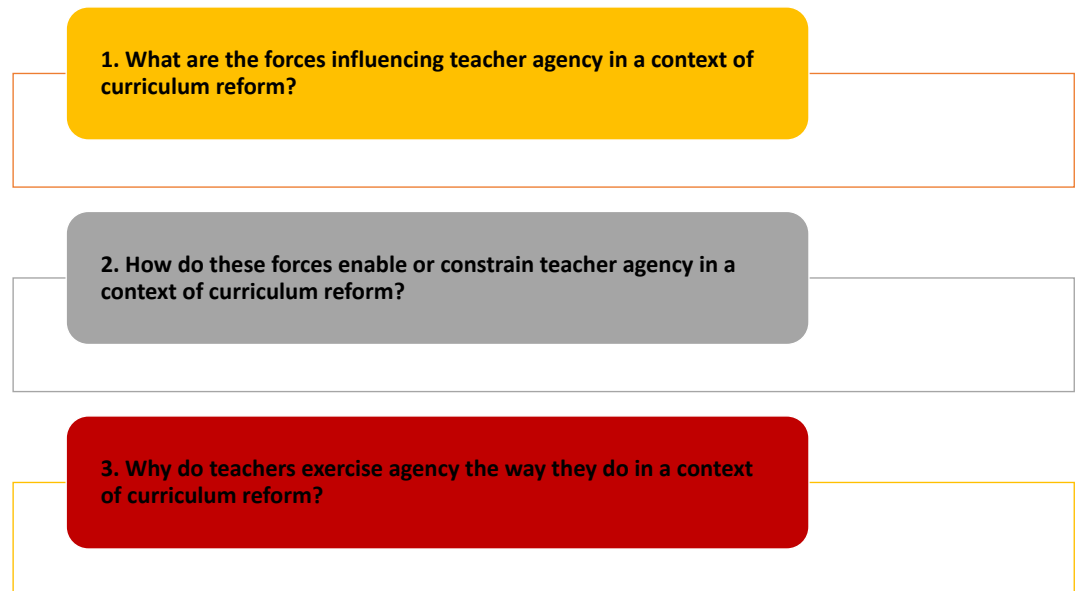 1. What are the forces influencing teacher agency in a context of
curriculum reform?
2. How do these forces enable or constrain teacher agency in a
context of curriculum reform?
3. Why do teachers exercise agency the way they do in a context
of curriculum reform?